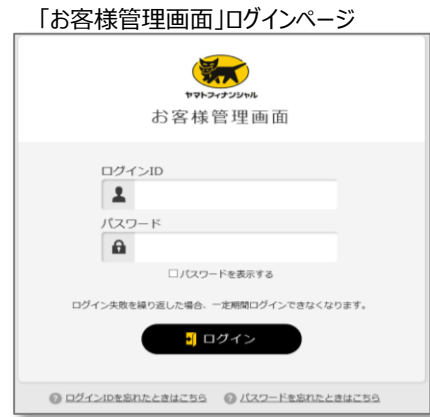 「お客様管理画面」ログインページ
ヤマトフィナンシャル
お客様管理画面
ログインID
パスワード
パスワードを表示する
ログイン失敗を繰り返した場合、一定期間ログインできなくなります。
ログイン
ログインIDを忘れたときはこちら パスワードを忘れたときはこちら